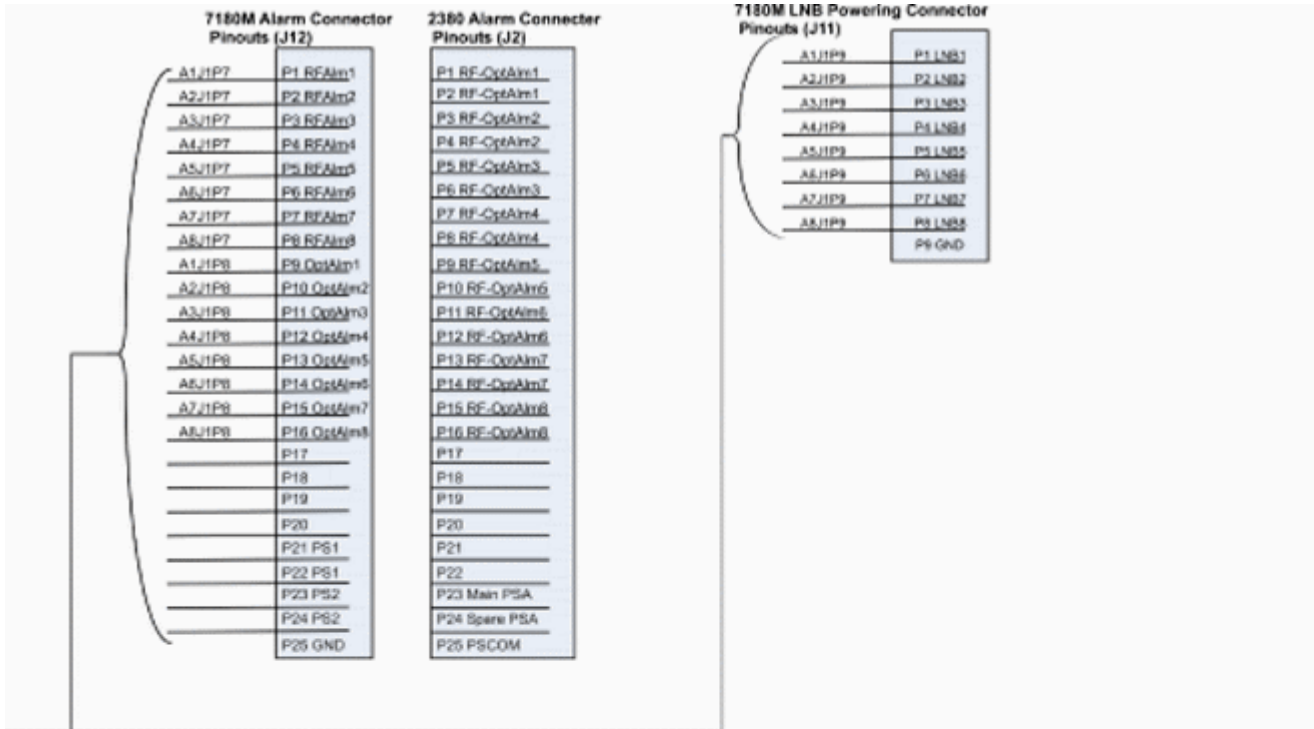 7180M Alarm Connector
Pinouts (J12)
A1J1P7 P1 RFAlm1
A2J1P7 P2 RFAlm2
A3J1P7 P3 RFAlm3
A4J1P7 P4 RFAlm4
A5J1P7 P5 RFAlm5
A6J1P7 P6 RFAlm6
A7J1P7 P7 RFAlm7
A8J1P7 P8 RFAlm8
A1J1P8 P9 OptAlm1
A2J1P8 P10 OptAlm2
A3J1P8 P11 OptAlm3
A4J1P8 P12 OptAlm4
A5J1P8 P13 OptAlm5
A6J1P8 P14 OptAlm6
A7J1P8 P15 OptAlm7
A8J1P8 P16 OptAlm8
P17
P18
P19
P20
P21 PS1
P22 PS1
P23 PS2
P24 PS2
P25 GND
2380 Alarm Connecter
Pinouts (J2)
P1 RF-OptAlm1
P2 RF-OptAlm1
P3 RF-OptAlm2
P4 RF-OptAlm2
P5 RF-OptAlm3
P6 RF-OptAlm3
P7 RF-OptAlm4
P8 RF-OptAlm4
P9 RF-OptAlm5
P10 RF-OptAlm5
P11 RF-OptAlm6
P12 RF-OptAlm6
P13 RF-OptAlm7
P14 RF-OptAlm7
P15 RF-OptAlm8
P16 RF-OptAlm8
P17
P18
P19
P20
P21
P22
P23 Main PSA
P24 Spare PSA
P25 PSCOM
7180M LNB Powering Connector
Pinouts (J11)
A1J1P9 P1 LNB1
A2J1P9 P2 LNB2
A3J1P9 P3 LNB3
A4J1P9 P4 LNB4
A5J1P9 P5 LNB5
A6J1P9 P6 LNB6
A7J1P9 P7 LNB7
A8J1P9 P8 LNB8
P9 GND